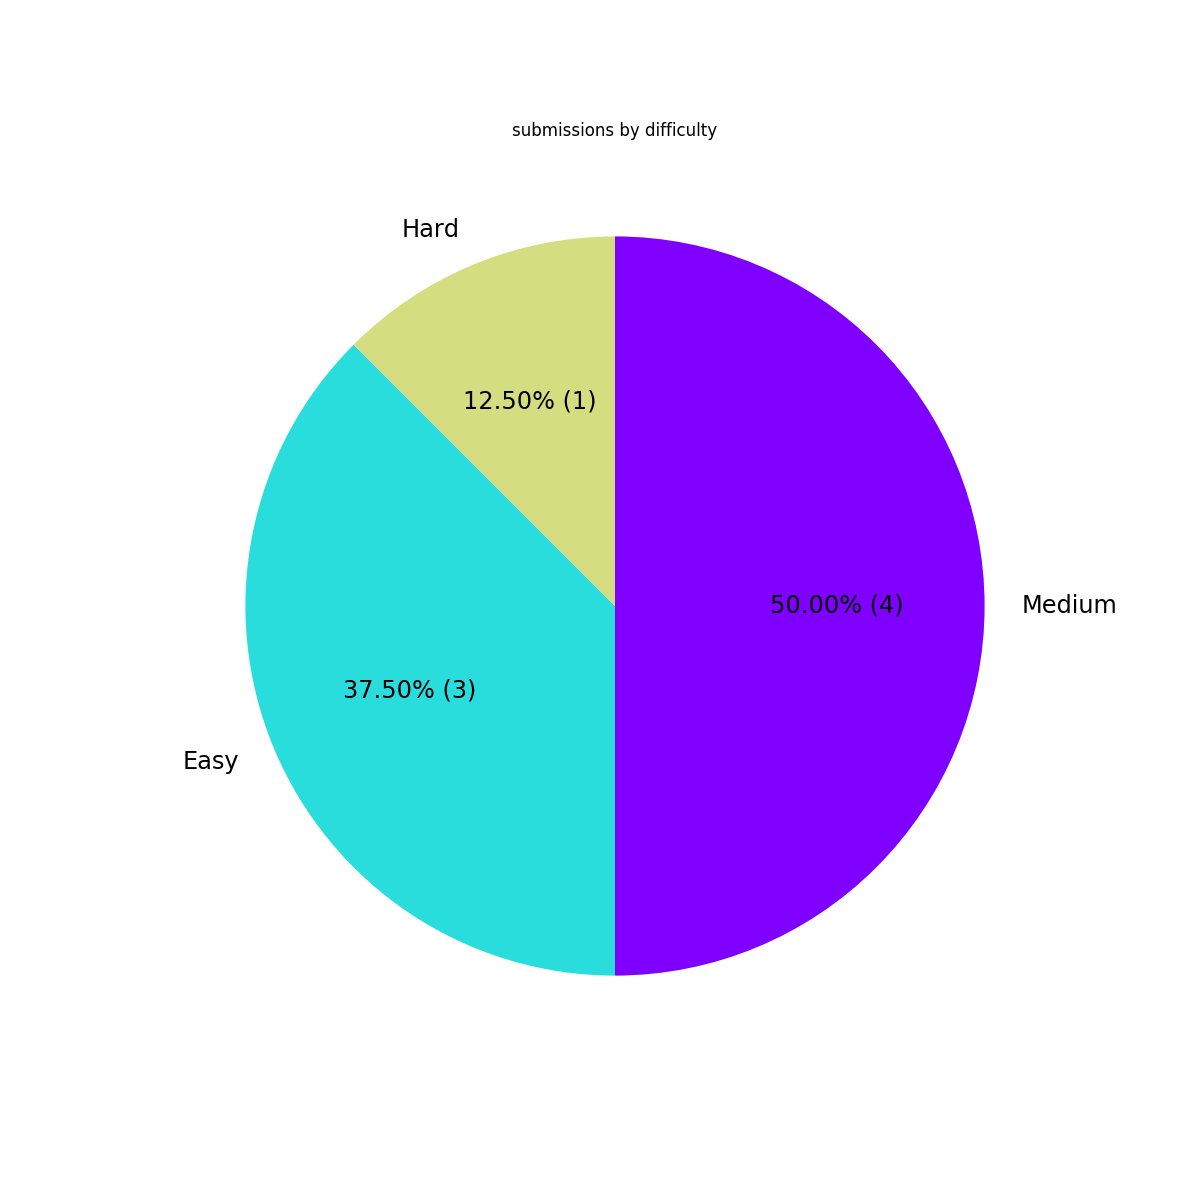 submissions by difficulty
Hard
12.50% (1)
50.00% (4)
Medium
37.50% (3)
Easy